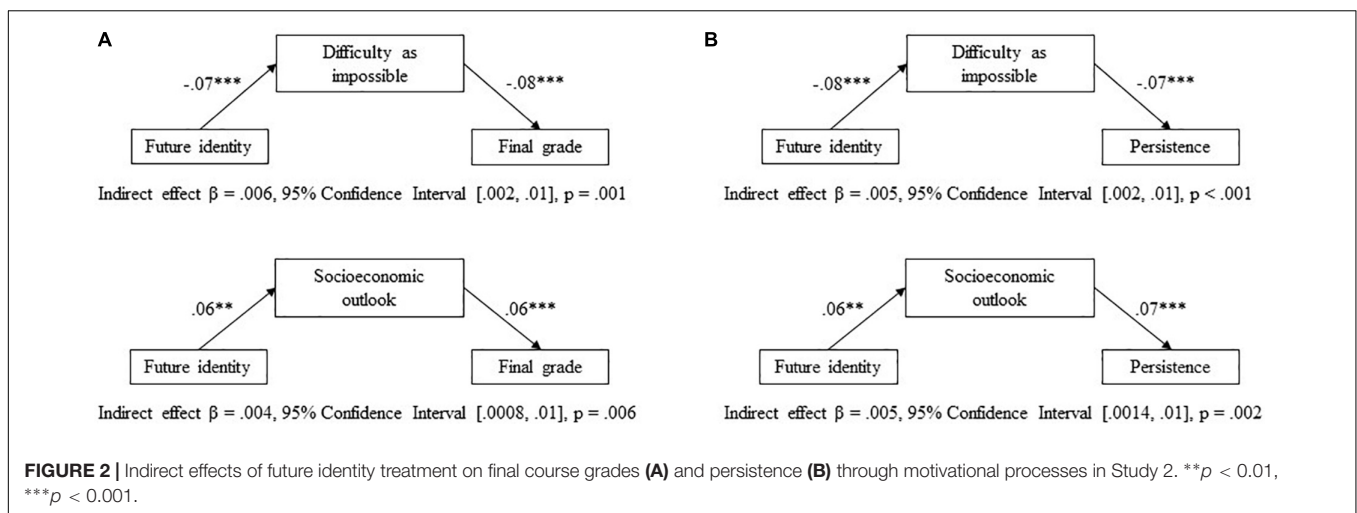 A
Difficulty as
impossible
-.07***
-.08***
Future identity
Final grade
Indirect effect β = .006, 95% Confidence Interval [.002, .01], p = .001
Socioeconomic
outlook
.06**
.06***
Future identity
Final grade
Indirect effect β = .004, 95% Confidence Interval [.0008, .01], p = .006
B
Difficulty as
impossible
-.08***
-.07***
Future identity
Persistence
Indirect effect β = .005, 95% Confidence Interval [.002, .01], p < .001
Socioeconomic
outlook
.06**
.07***
Future identity
Persistence
Indirect effect β = .005, 95% Confidence Interval [.0014, .01], p = .002
FIGURE 2 | Indirect effects of future identity treatment on final course grades (A) and persistence (B) through motivational processes in Study 2. **p < 0.01,
***p < 0.001.